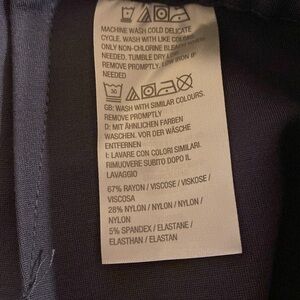 MACHINE WASH COLD DELICATE
CYCLE. WASH WITH LIKE COLORS.
ONLY NON-CHLORINE BLEACH WHEN
NEEDED. TUMBLE DRY LOW.
REMOVE PROMPTLY. LOW IRON IF
NEEDED
30
GB: WASH WITH SIMILAR COLOURS.
REMOVE PROMPTLY
D: MIT ÄHNLICHEN FARBEN
WASCHEN. VOR DER WÄSCHE
ENTFERNEN
I: LAVARE CON COLORI SIMILARI.
RIMUOVERE SUBITO DOPO IL
LAVAGGIO
67% RAYON / VISCOSE / VISKOSE /
VISCOSA
28% NYLON / NYLON / NYLON /
NYLON
5% SPANDEX / ELASTANE /
ELASTHAN / ELASTAN